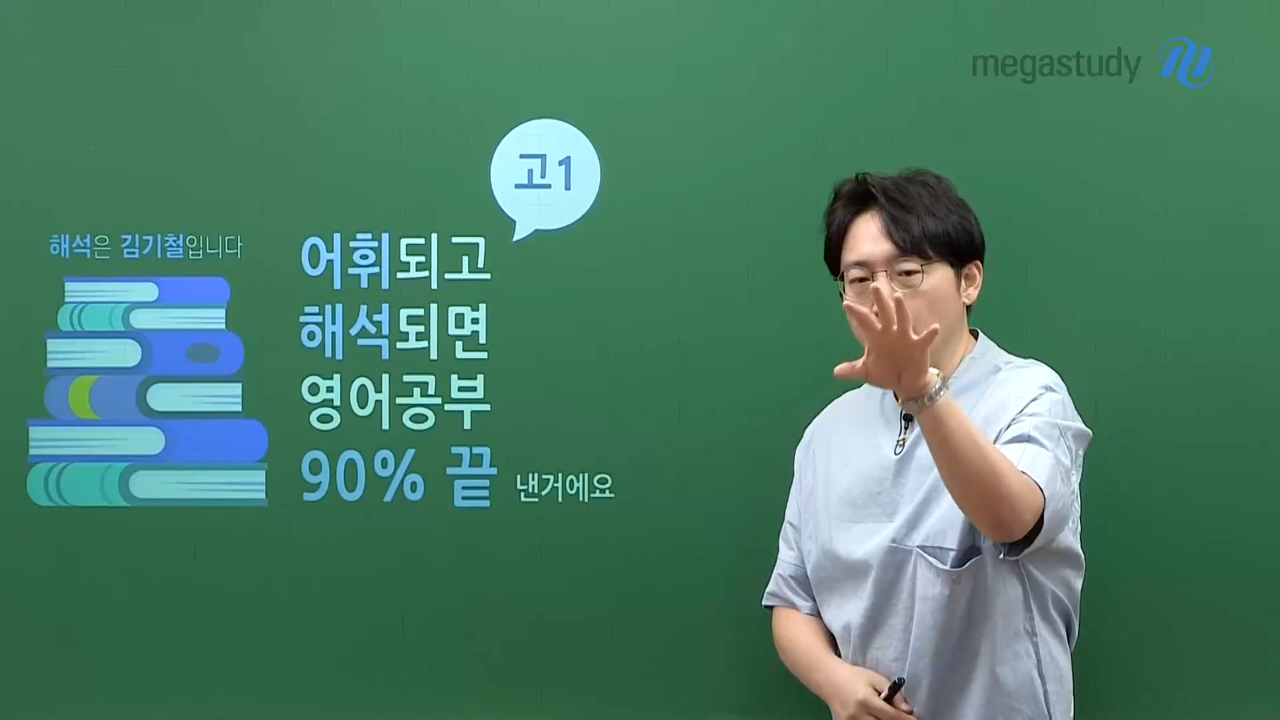 megastudy
고1
해석은 김기철입니다
어휘되고
해석되면
영어공부
90% 끝 낸거에요